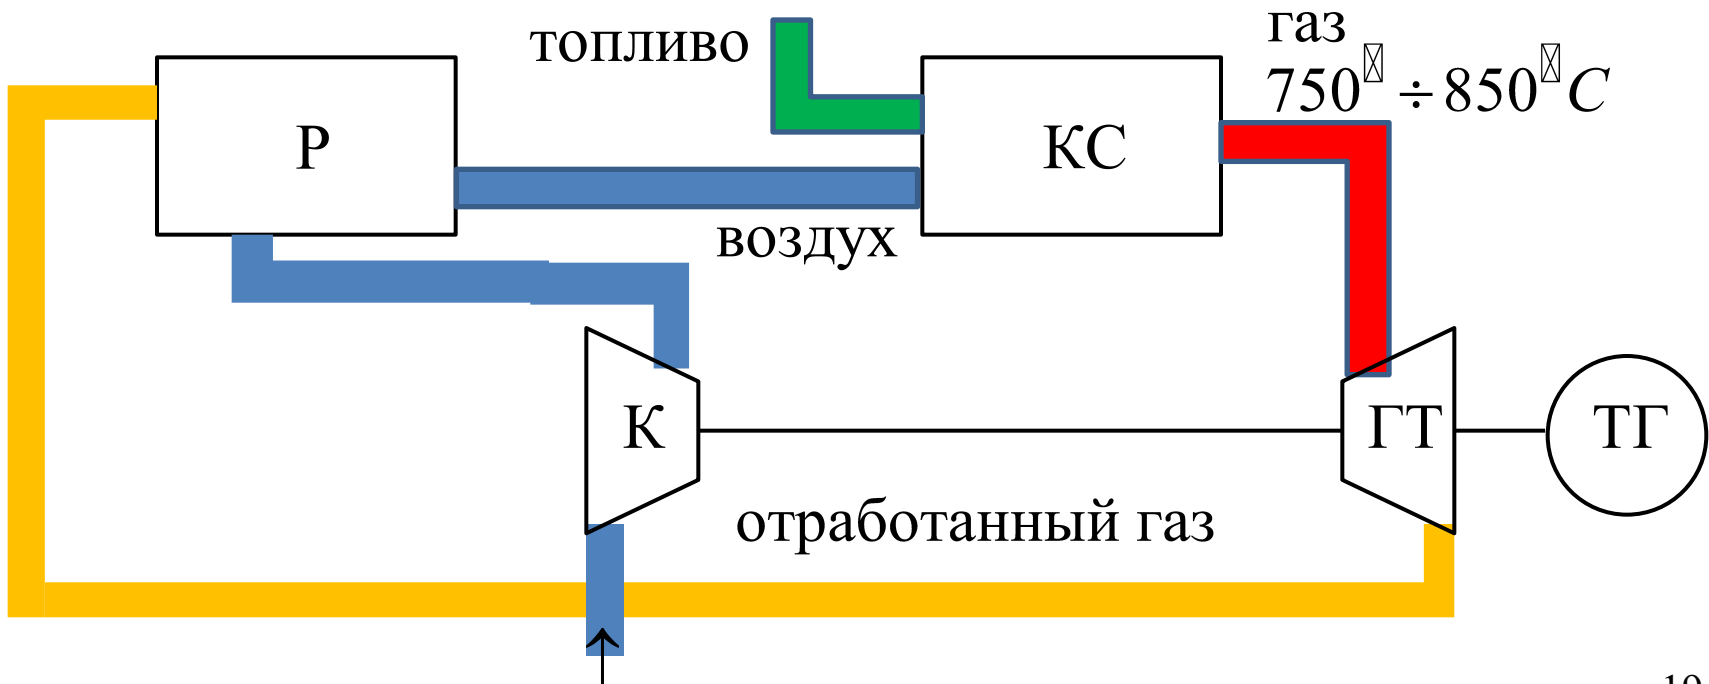 топливо
газ
750° ÷ 850° C
Р
КС
воздух
К
ГТ
ТГ
отработанный газ